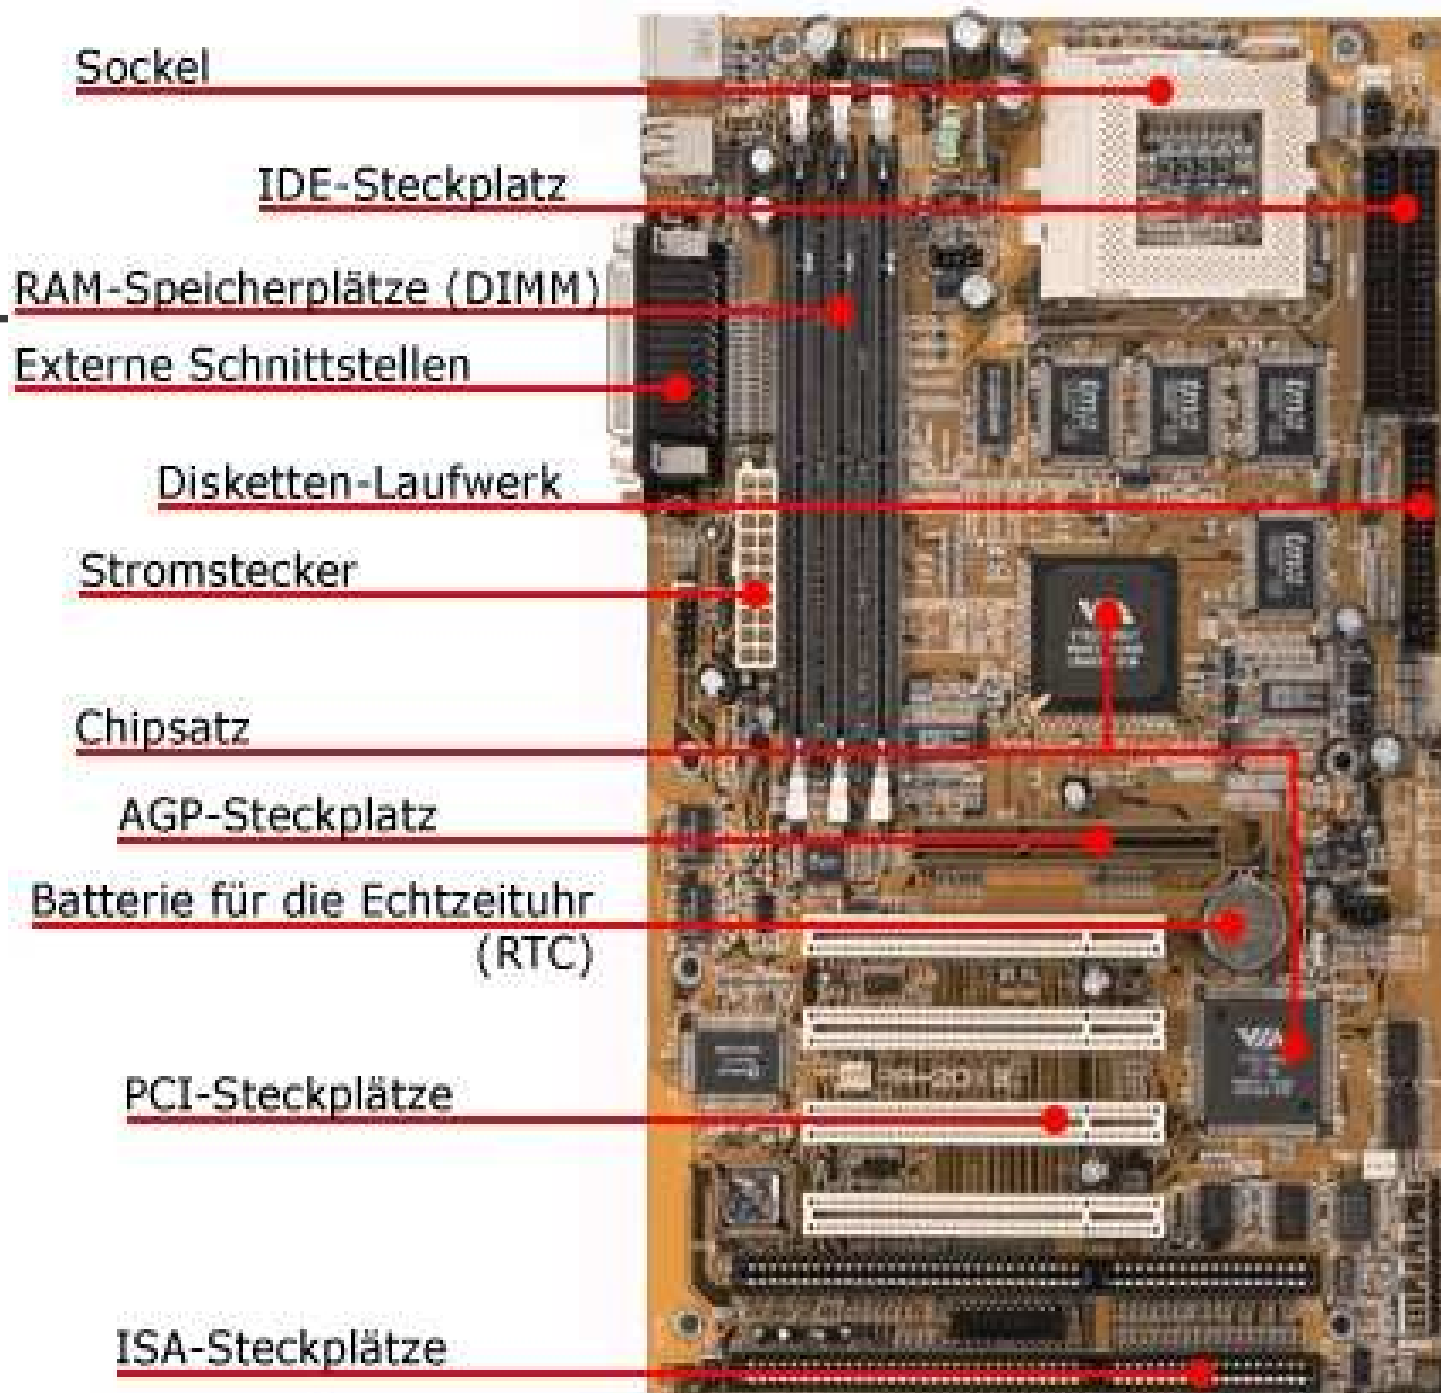 Sockel
IDE-Steckplatz
RAM-Speicherplätze (DIMM)
Externe Schnittstellen
Disketten-Laufwerk
Stromstecker
Chipsatz
AGP-Steckplatz
Batterie für die Echtzeituhr
(RTC)
PCI-Steckplätze
ISA-Steckplätze
VIA